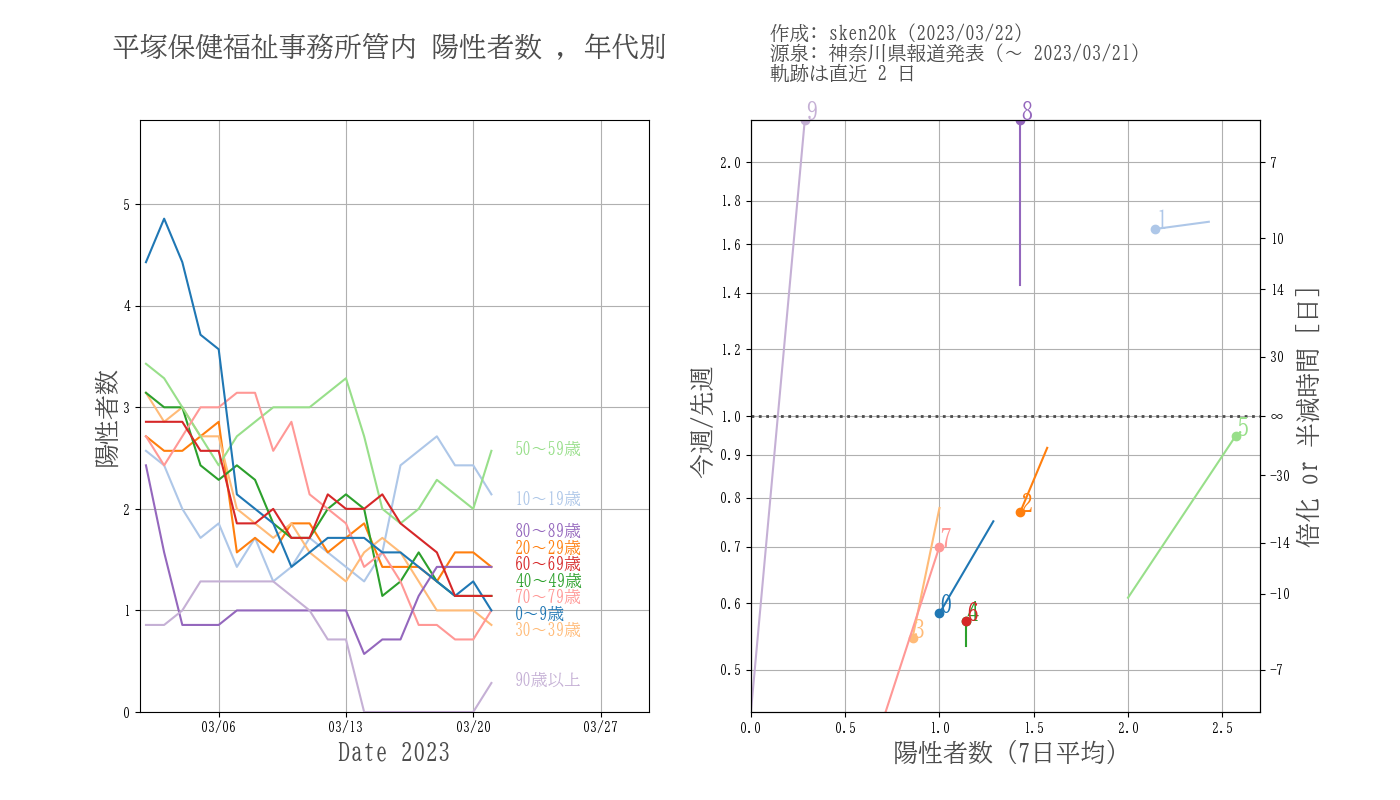 平塚保健福祉事務所管内 陽性者数 , 年代別
作成: sken20k (2023/03/22)
源泉: 神奈川県報道発表 (～ 2023/03/21)
軌跡は直近 2 日
陽性者数
5
4
3
2
1
0
03/06
03/13
03/20
03/27
Date 2023
50～59歳
10～19歳
80～89歳
20～29歳
60～69歳
40～49歳
70～79歳
0～9歳
30～39歳
90歳以上
今週/先週
2.0
1.8
1.6
1.4
1.2
1.0
0.9
0.8
0.7
0.6
0.5
0.0
0.5
1.0
1.5
2.0
2.5
陽性者数 (7日平均)
9
8
1
5
2
7
0
6
3
7
10
14
30
∞
-30
-14
-10
-7
倍化 or 半減時間 [日]